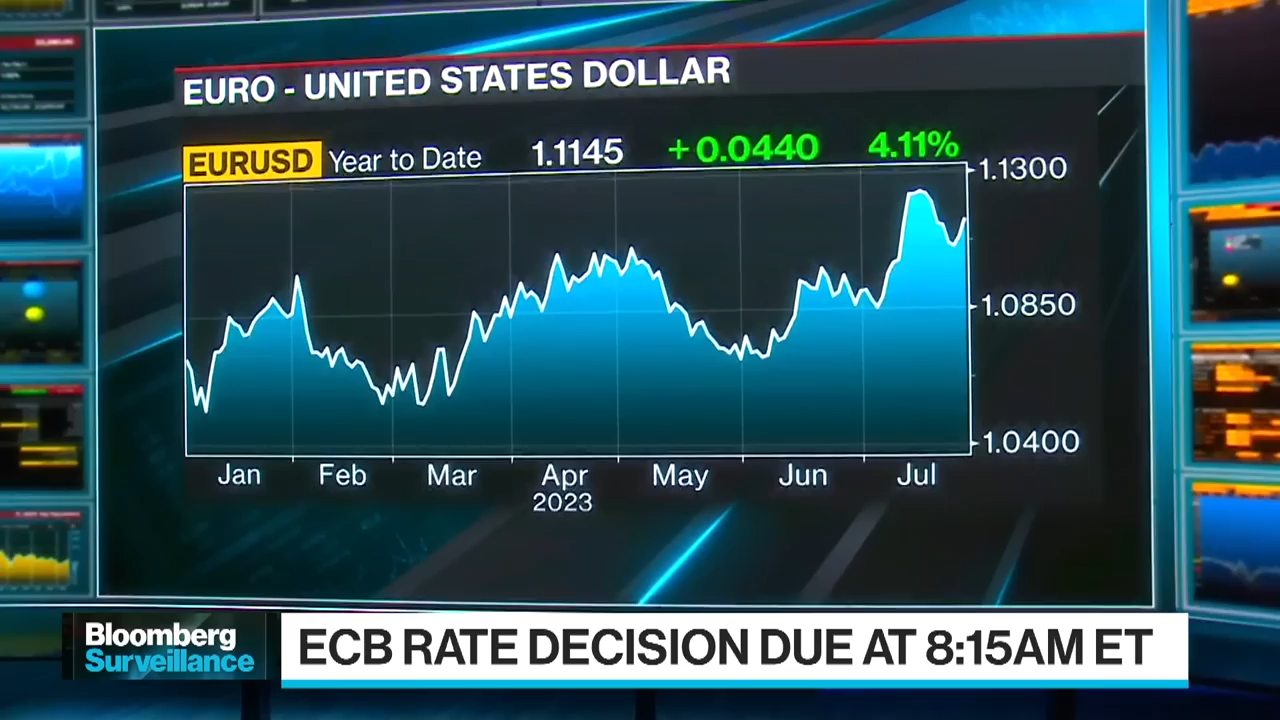 EURO - UNITED STATES DOLLAR
EURUSD Year to Date 1.1145 +0.0440 4.11%
1.1300
1.0850
1.0400
Jan Feb Mar Apr May Jun Jul
2023
Bloomberg
Surveillance
ECB RATE DECISION DUE AT 8:15AM ET